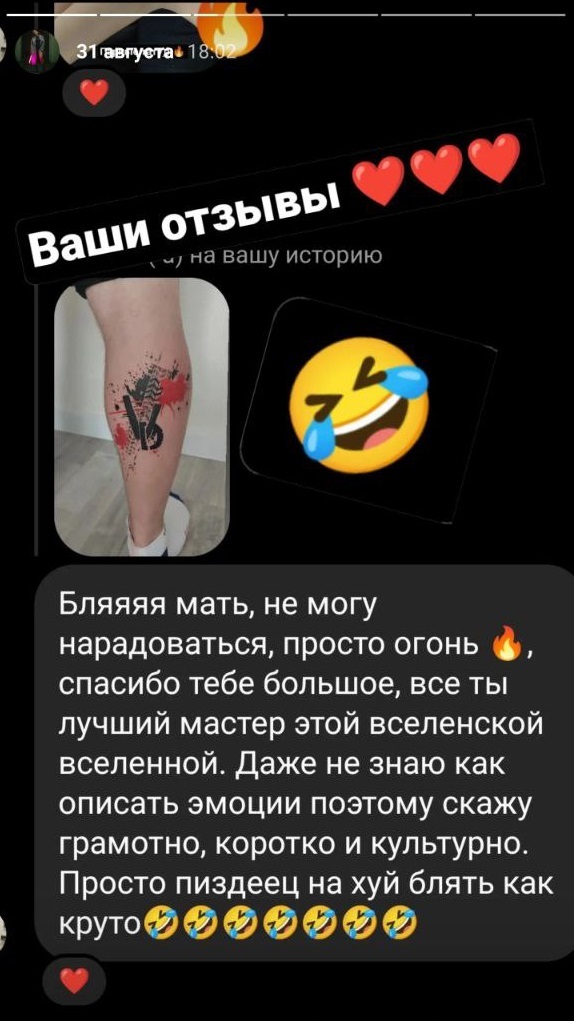 31 августа 18:02
❤️
Ваши отзывы ❤️❤️❤️
на вашу историю
Бляяяя мать, не могу
нарадоваться, просто огонь 🔥,
спасибо тебе большое, все ты
лучший мастер этой вселенской
вселенной. Даже не знаю как
описать эмоции поэтому скажу
грамотно, коротко и культурно.
Просто пиздеец на хуй блять как
круто🤣🤣🤣🤣🤣🤣🤣
❤️